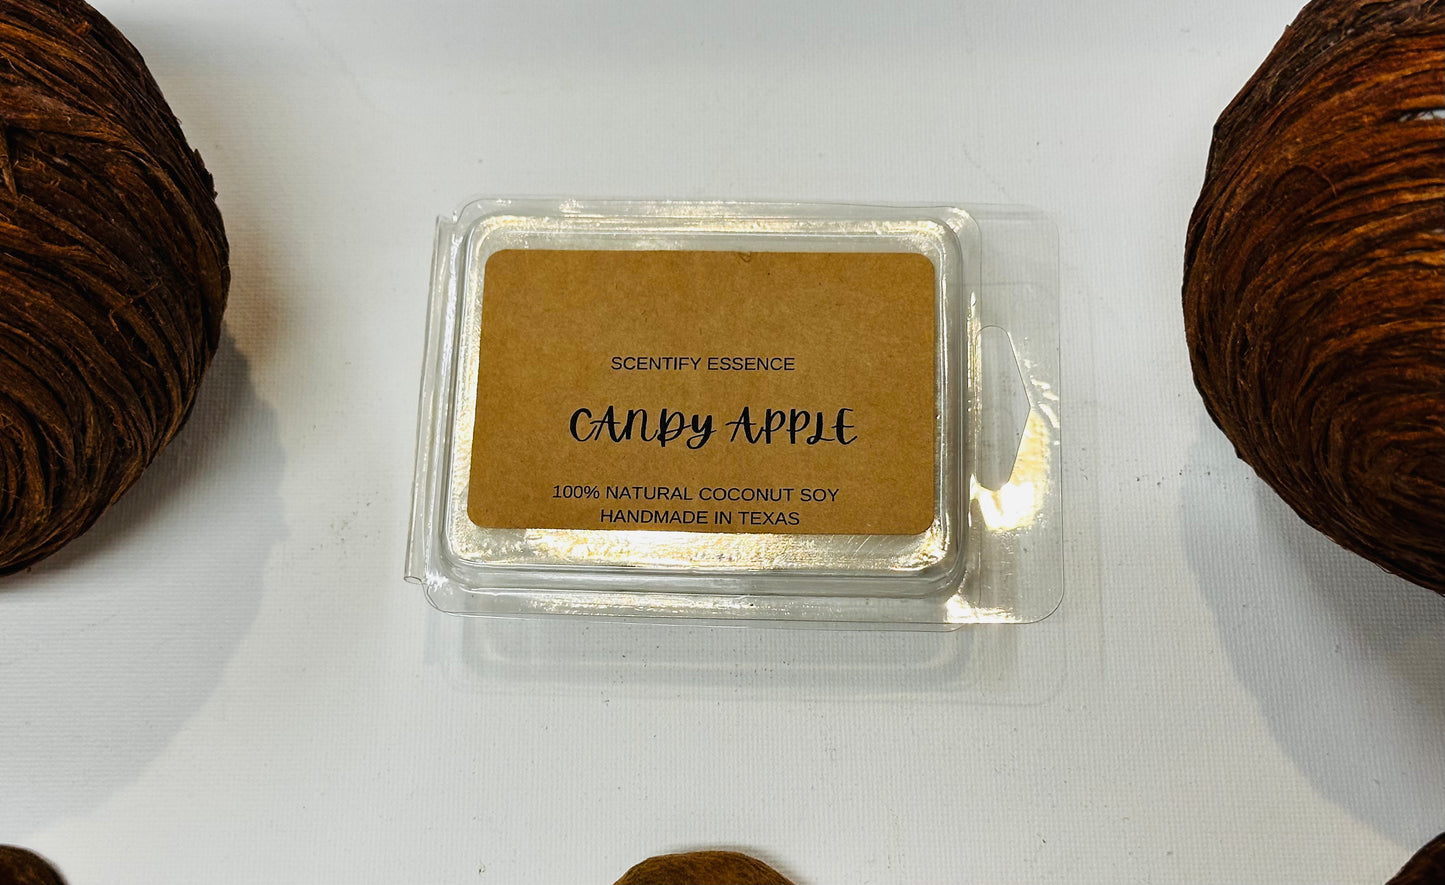 SCENTIFY ESSENCE
CANDY APPLE
100% NATURAL COCONUT SOY
HANDMADE IN TEXAS